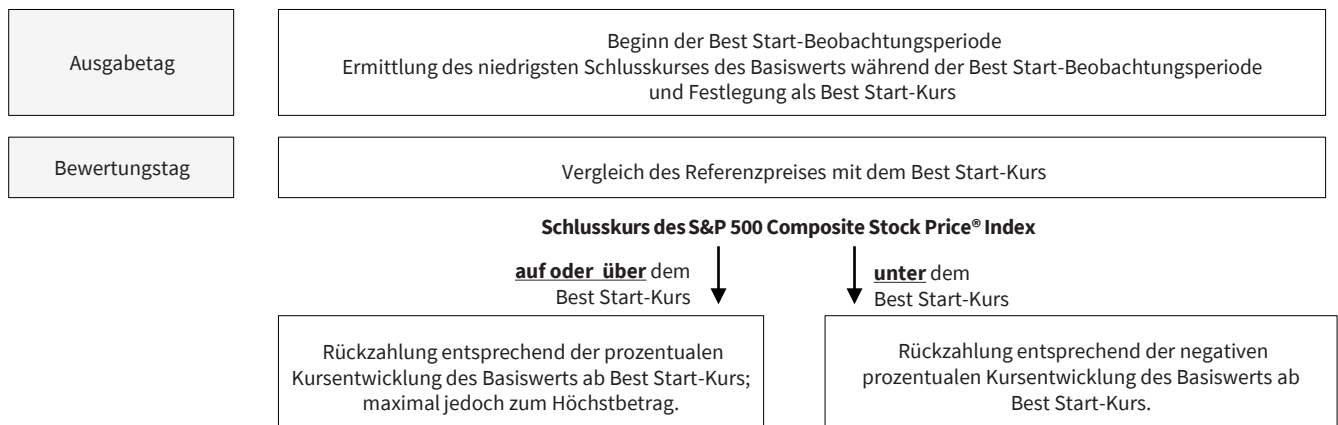 Ausgabetag
Beginn der Best Start-Beobachtungsperiode
Ermittlung des niedrigsten Schlusskurses des Basiswerts während der Best Start-Beobachtungsperiode
und Festlegung als Best Start-Kurs
Bewertungstag
Vergleich des Referenzpreises mit dem Best Start-Kurs
Schlusskurs des S&P 500 Composite Stock Price® Index
auf oder über dem
Best Start-Kurs
unter dem
Best Start-Kurs
Rückzahlung entsprechend der prozentualen
Kursentwicklung des Basiswerts ab Best Start-Kurs;
maximal jedoch zum Höchstbetrag.
Rückzahlung entsprechend der negativen
prozentualen Kursentwicklung des Basiswerts ab
Best Start-Kurs.